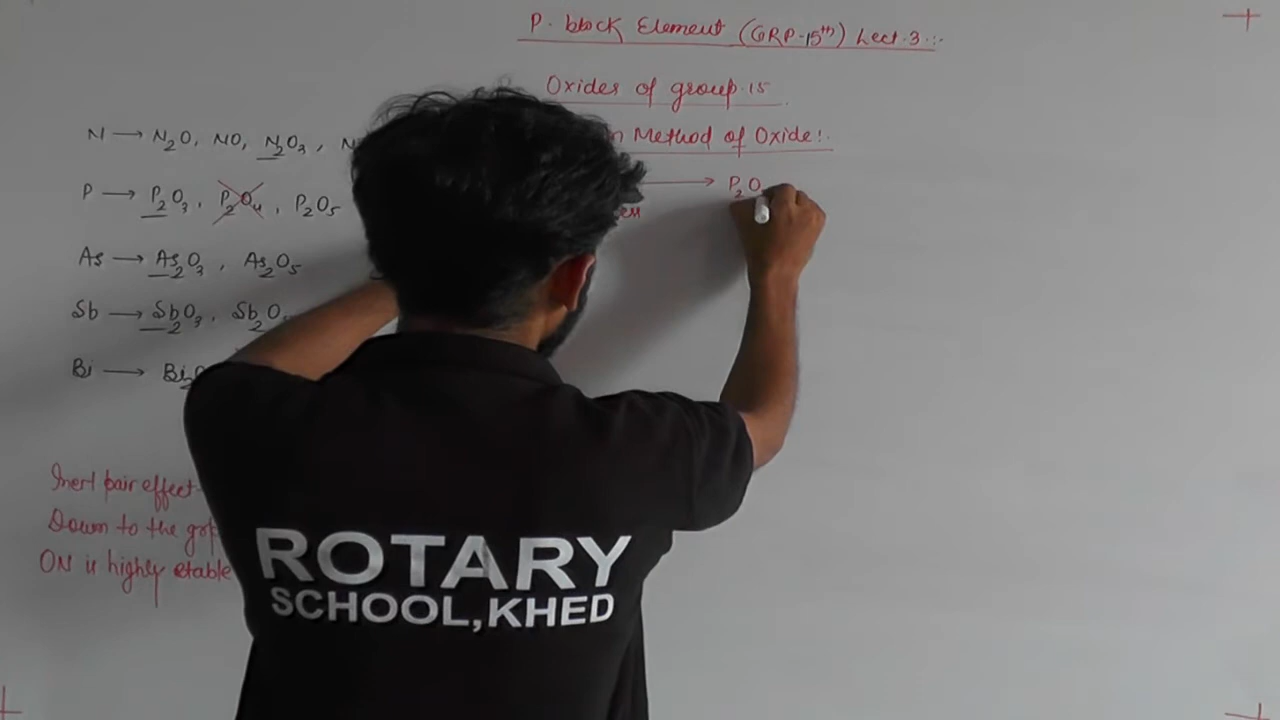 P-block Element (GRP-15th) Lect.3.:-
Oxides of group.15
Method of Oxide:-
N → N2O, NO, N2O3, N
P → P2O3, P2O4, P2O5
→ P2O
As → As2O3, As2O5
Sb → Sb2O3, Sb2O
Bi → Bi2O
Inert pair effect
Down to the grp
ON is highly stable
ROTARY
SCHOOL,KHED